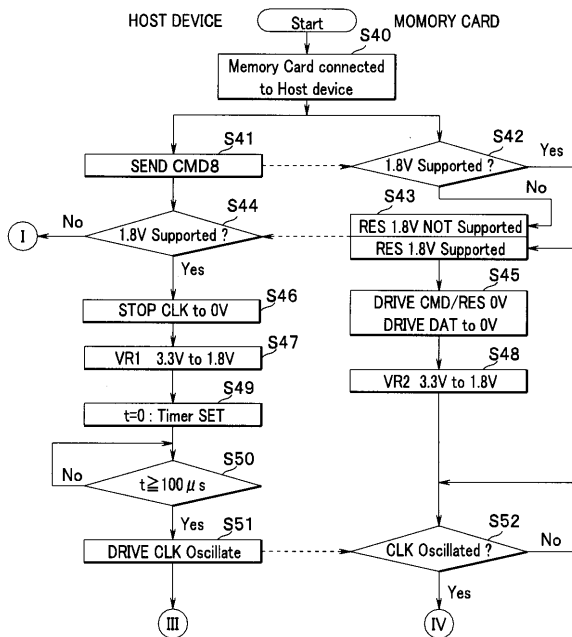 HOST DEVICE
Start
MOMORY CARD
S40
Memory Card connected
to Host device
S41
SEND CMD8
S42
1.8V Supported ?
Yes
No
S43
RES 1.8V NOT Supported
RES 1.8V Supported
S44
1.8V Supported ?
No
I
Yes
S45
DRIVE CMD/RES 0V
DRIVE DAT to 0V
S46
STOP CLK to 0V
S47
VR1 3.3V to 1.8V
S48
VR2 3.3V to 1.8V
S49
t=0 : Timer SET
S50
t≧100μs
No
Yes
S51
DRIVE CLK Oscillate
S52
CLK Oscillated ?
No
Yes
III
IV